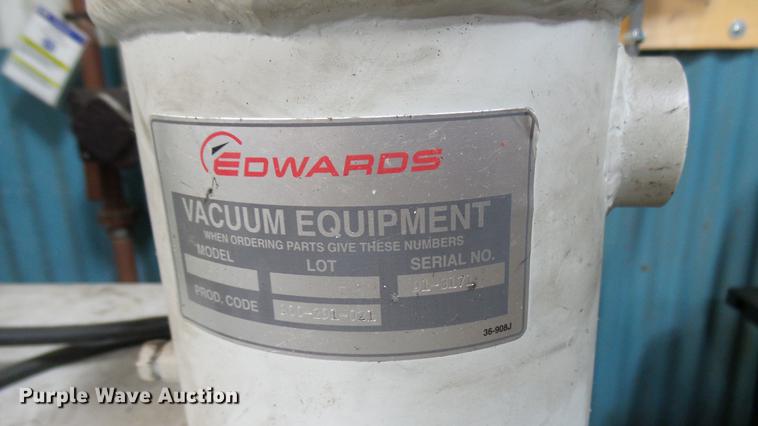 EDWARDS
VACUUM EQUIPMENT
WHEN ORDERING PARTS GIVE THESE NUMBERS
MODEL LOT SERIAL NO.
PROD. CODE
36-908J
Purple Wave Auction